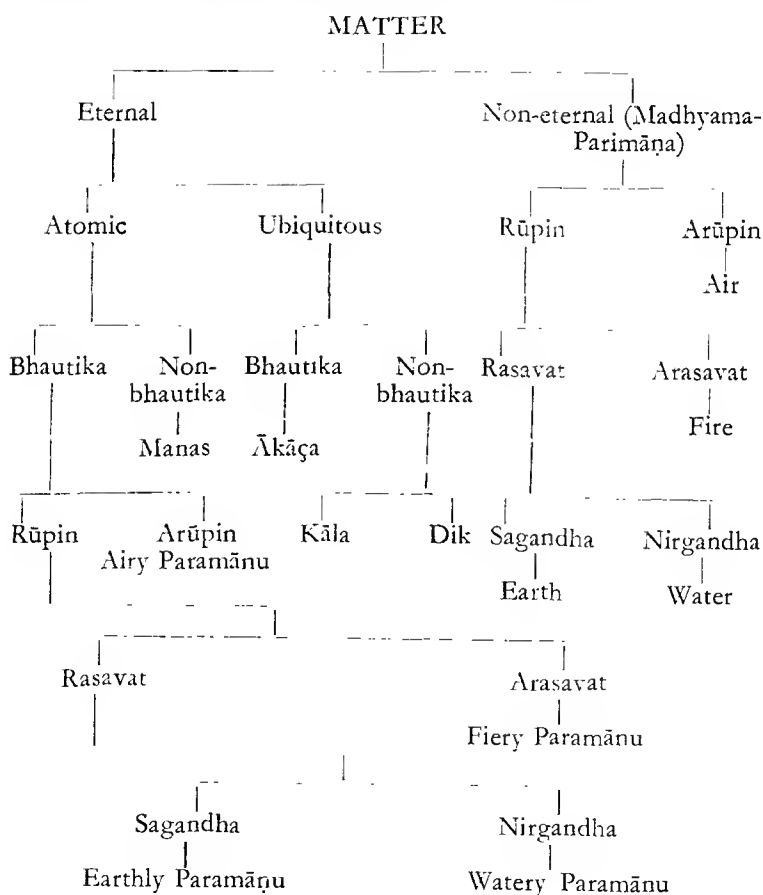 MATTER
Eternal
Non-eternal (Madhyama-
Parimāṇa)
Atomic
Ubiquitous
Rūpin
Arūpin
Air
Bhautika
Non-
bhautika
Bhautika
Non-
bhautika
Rasavat
Arasavat
Manas
Ākāça
Fire
Rūpin
Arūpin
Airy Paramānu
Kāla
Dik
Sagandha
Nirgandha
Earth
Water
Rasavat
Arasavat
Fiery Paramānu
Sagandha
Nirgandha
Earthly Paramāṇu
Watery Paramānu